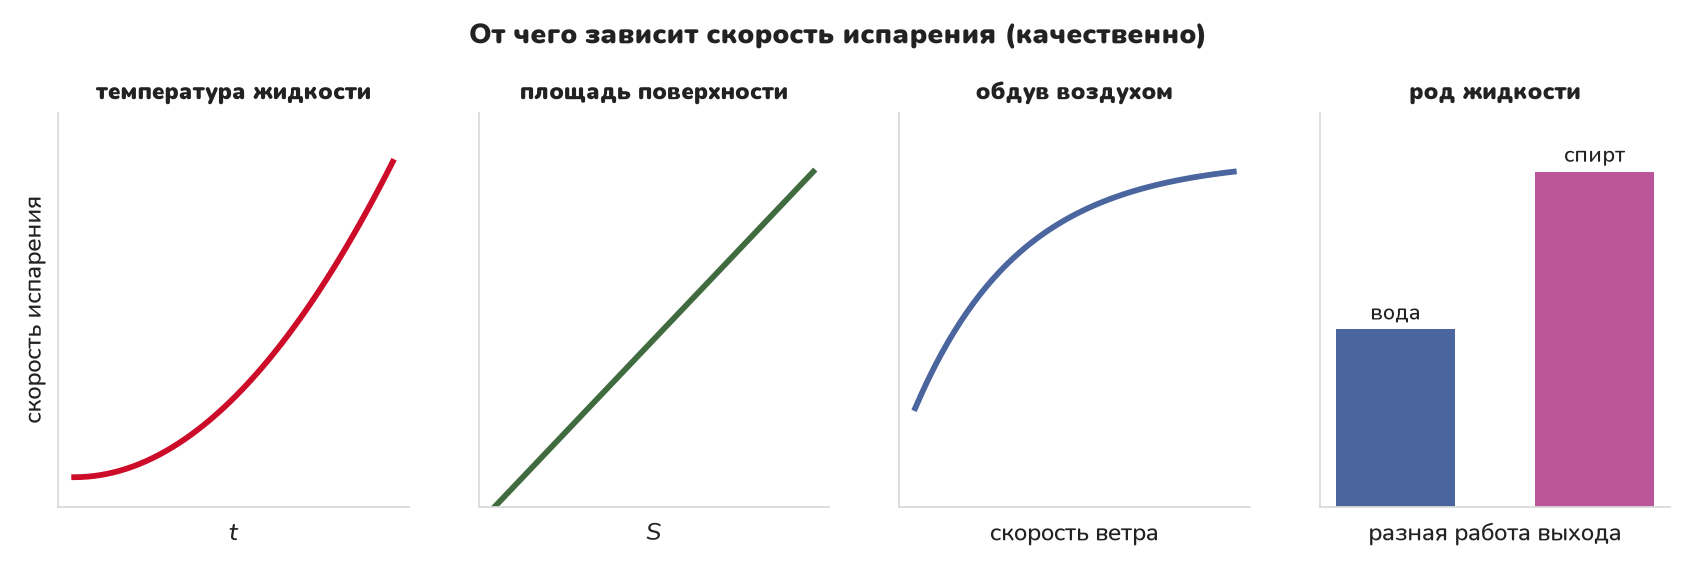 От чего зависит скорость испарения (качественно)
температура жидкости
площадь поверхности
обдув воздухом
род жидкости
скорость испарения
вода
спирт
t
S
скорость ветра
разная работа выхода